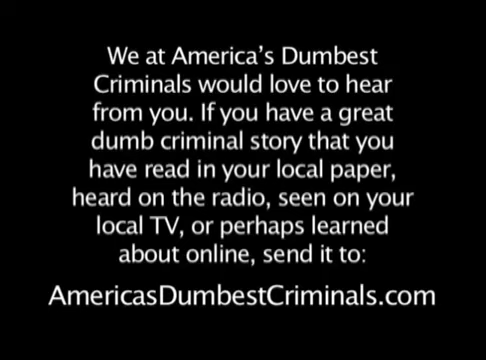 We at America's Dumbest
Criminals would love to hear
from you. If you have a great
dumb criminal story that you
have read in your local paper,
heard on the radio, seen on your
local TV, or perhaps learned
about online, send it to:
AmericasDumbestCriminals.com